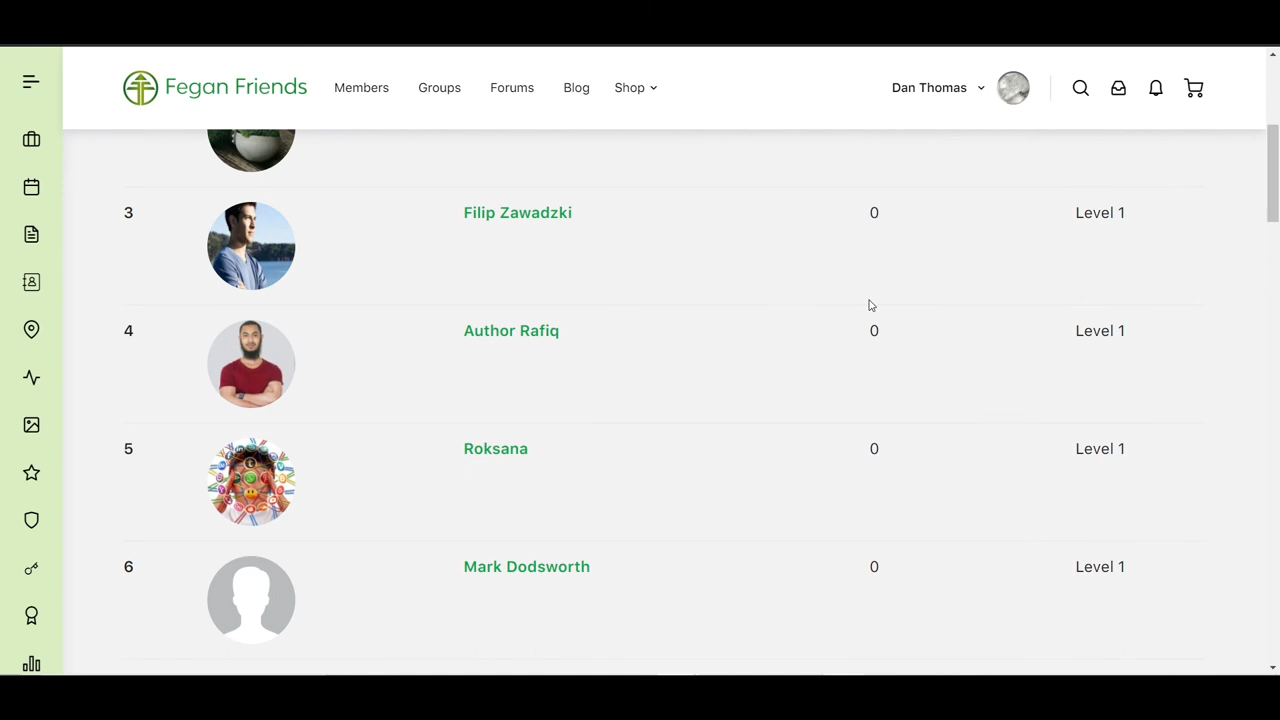 Fegan Friends Members Groups Forums Blog Shop Dan Thomas
3 Filip Zawadzki 0 Level 1
4 Author Rafiq 0 Level 1
5 Roksana 0 Level 1
6 Mark Dodsworth 0 Level 1